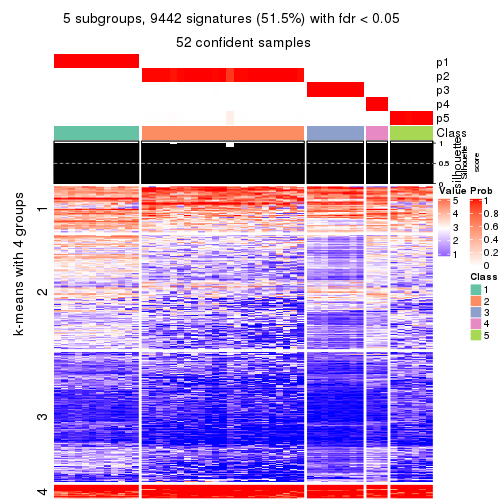 5 subgroups, 9442 signatures (51.5%) with fdr < 0.05
52 confident samples
p1
p2
p3
p4
p5
Class
1
0.5
0
silhouette
Silhouette
score
k-means with 4 groups
1
2
3
4
Value
5
4
3
2
1
Prob
1
0.8
0.6
0.4
0.2
0
Class
1
2
3
4
5